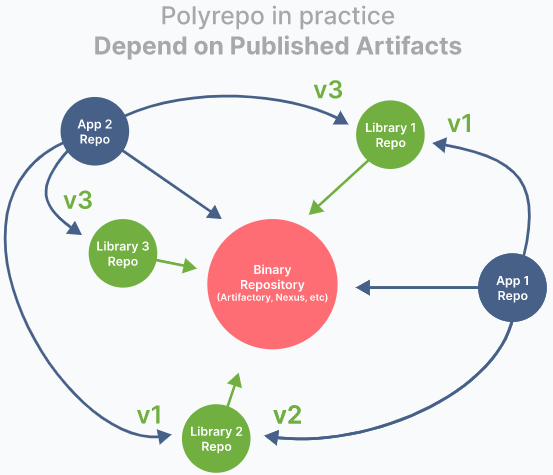 Polyrepo in practice
Depend on Published Artifacts
v3
App 2
Repo
Library 1
Repo
v1
v3
Library 3
Repo
Binary
Repository
(Artifactory, Nexus, etc)
App 1
Repo
v1
Library 2
Repo
v2